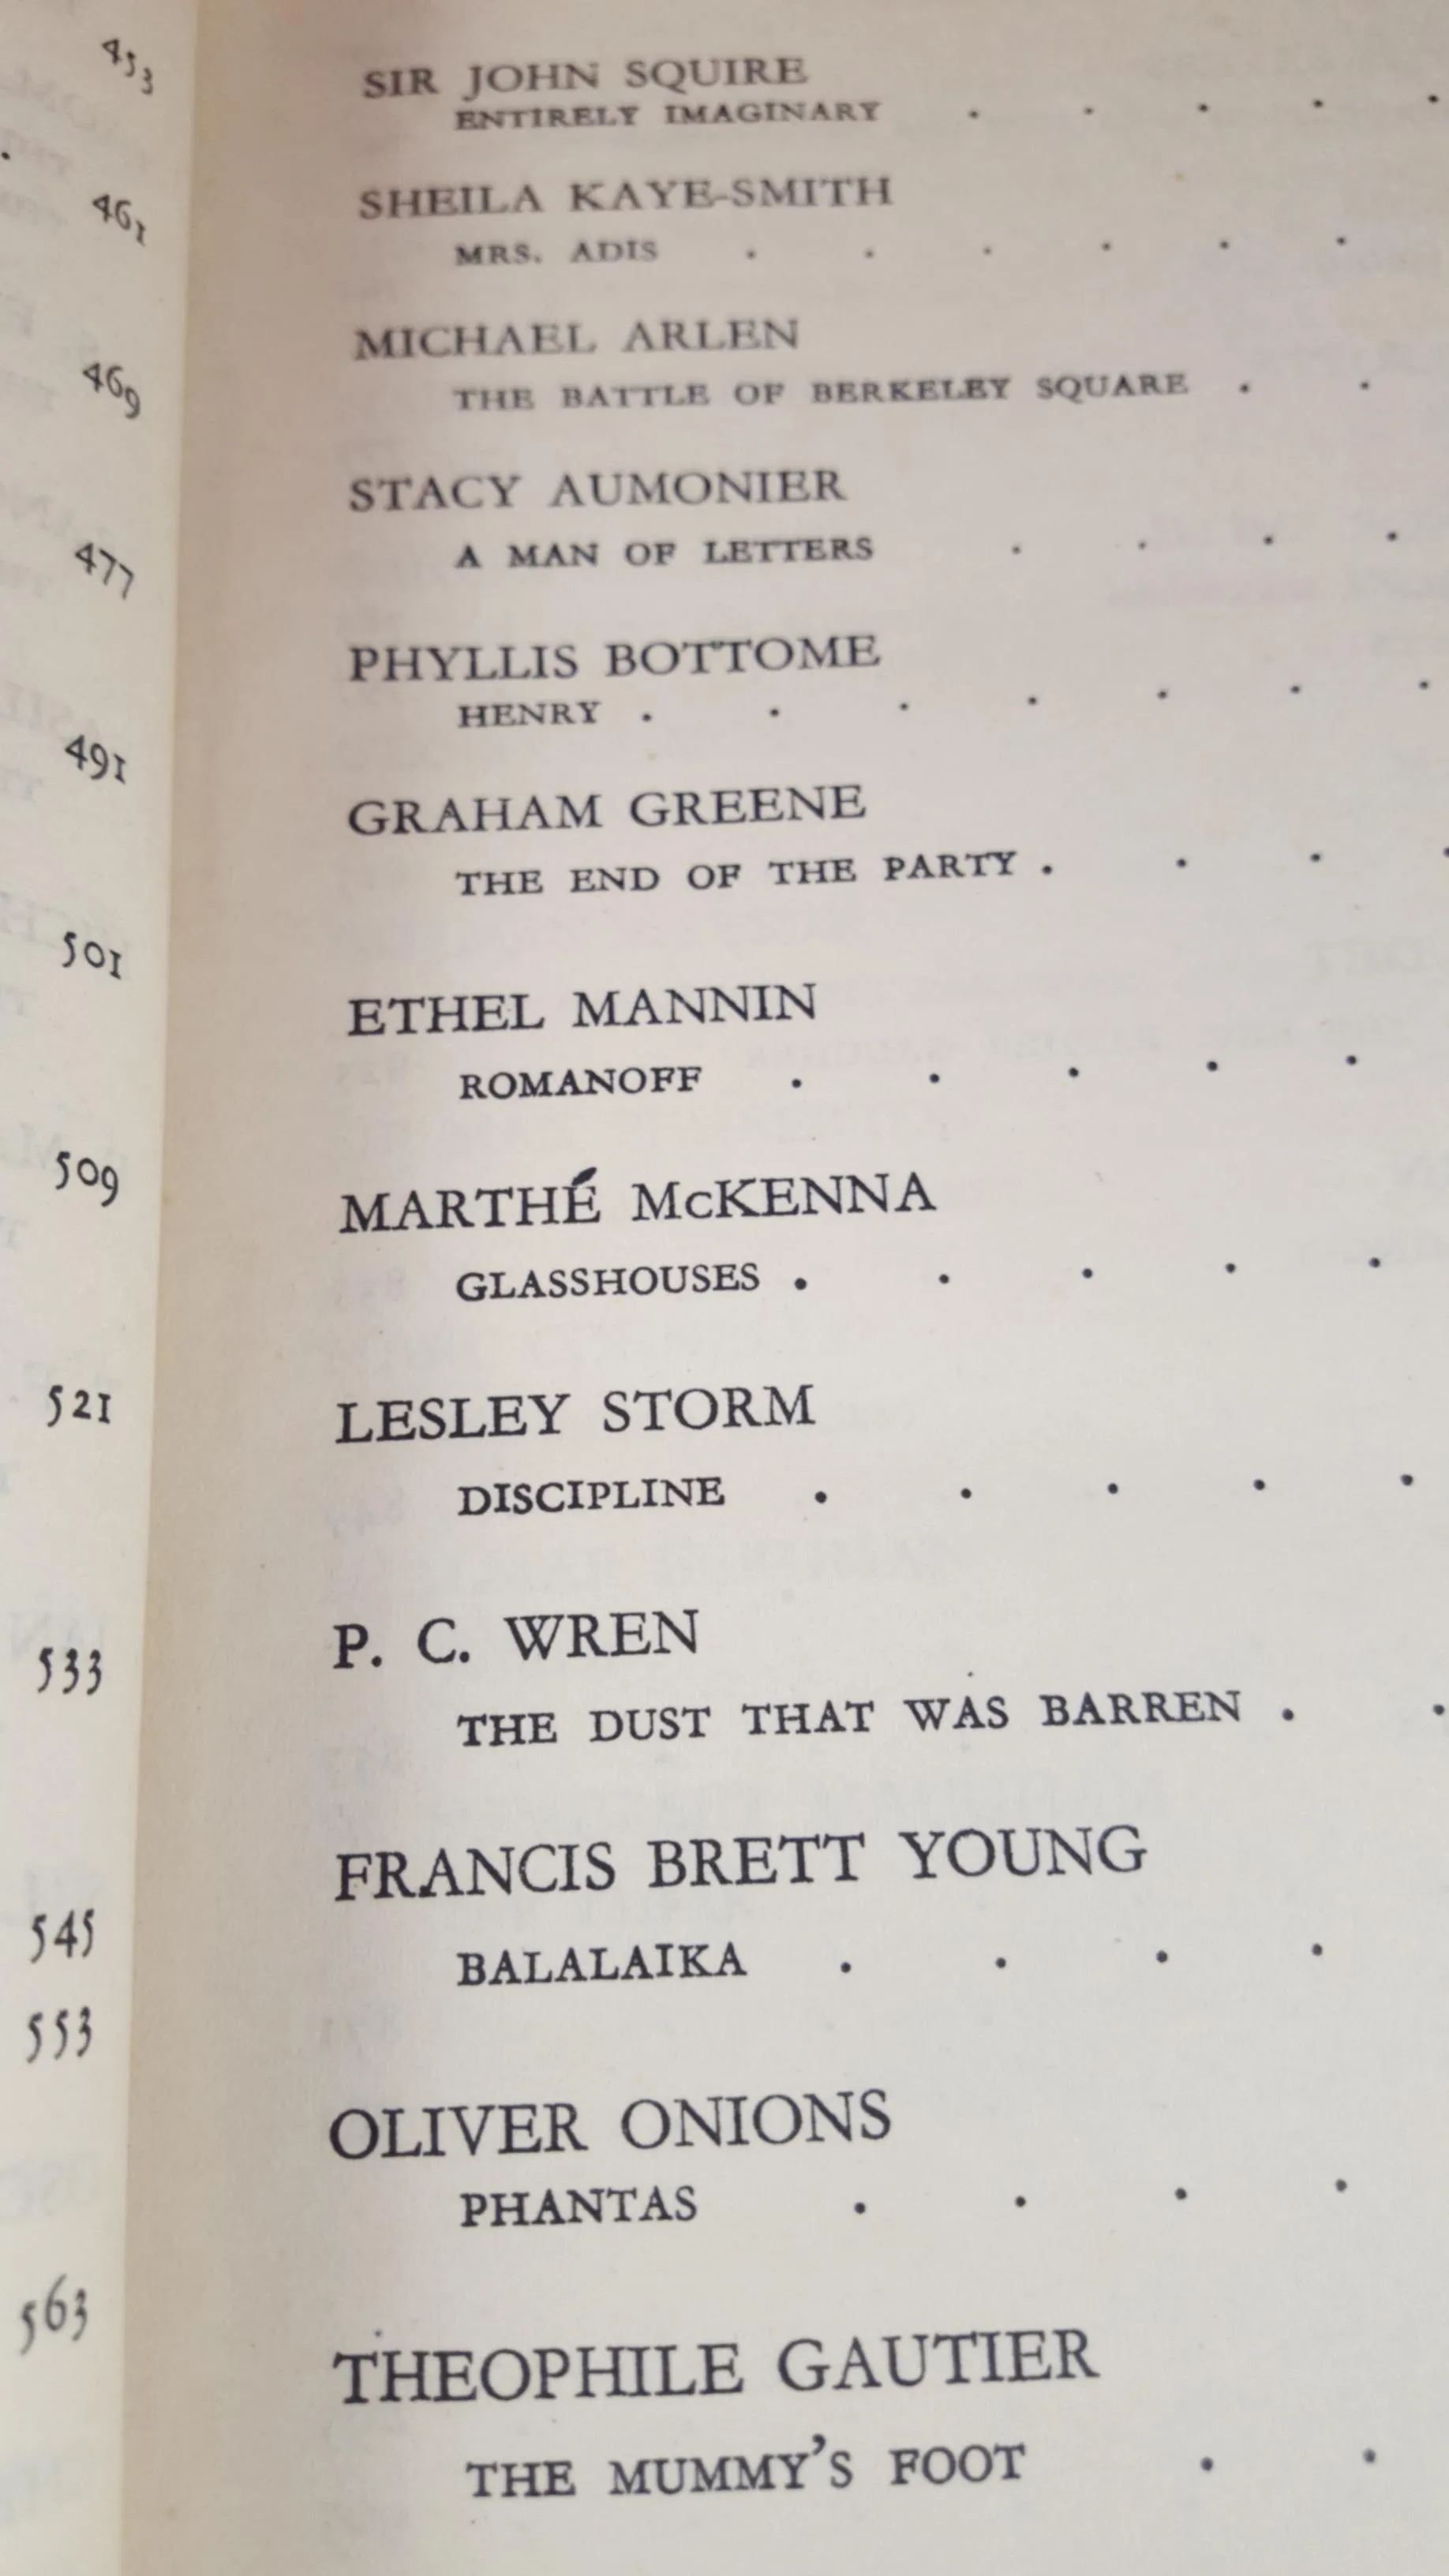 453
461
469
477
491
501
509
521
533
545
553
563
SIR JOHN SQUIRE
ENTIRELY IMAGINARY . . . . .
SHEILA KAYE-SMITH
MRS. ADIS . . . . . .
MICHAEL ARLEN
THE BATTLE OF BERKELEY SQUARE . .
STACY AUMONIER
A MAN OF LETTERS . . . .
PHYLLIS BOTTOME
HENRY . . . . . . .
GRAHAM GREENE
THE END OF THE PARTY . . . .
ETHEL MANNIN
ROMANOFF . . . . .
MARTHÉ McKENNA
GLASSHOUSES . . . . .
LESLEY STORM
DISCIPLINE . . . . .
P. C. WREN
THE DUST THAT WAS BARREN . .
FRANCIS BRETT YOUNG
BALALAIKA . . . .
OLIVER ONIONS
PHANTAS . . . .
THEOPHILE GAUTIER
THE MUMMY'S FOOT . .